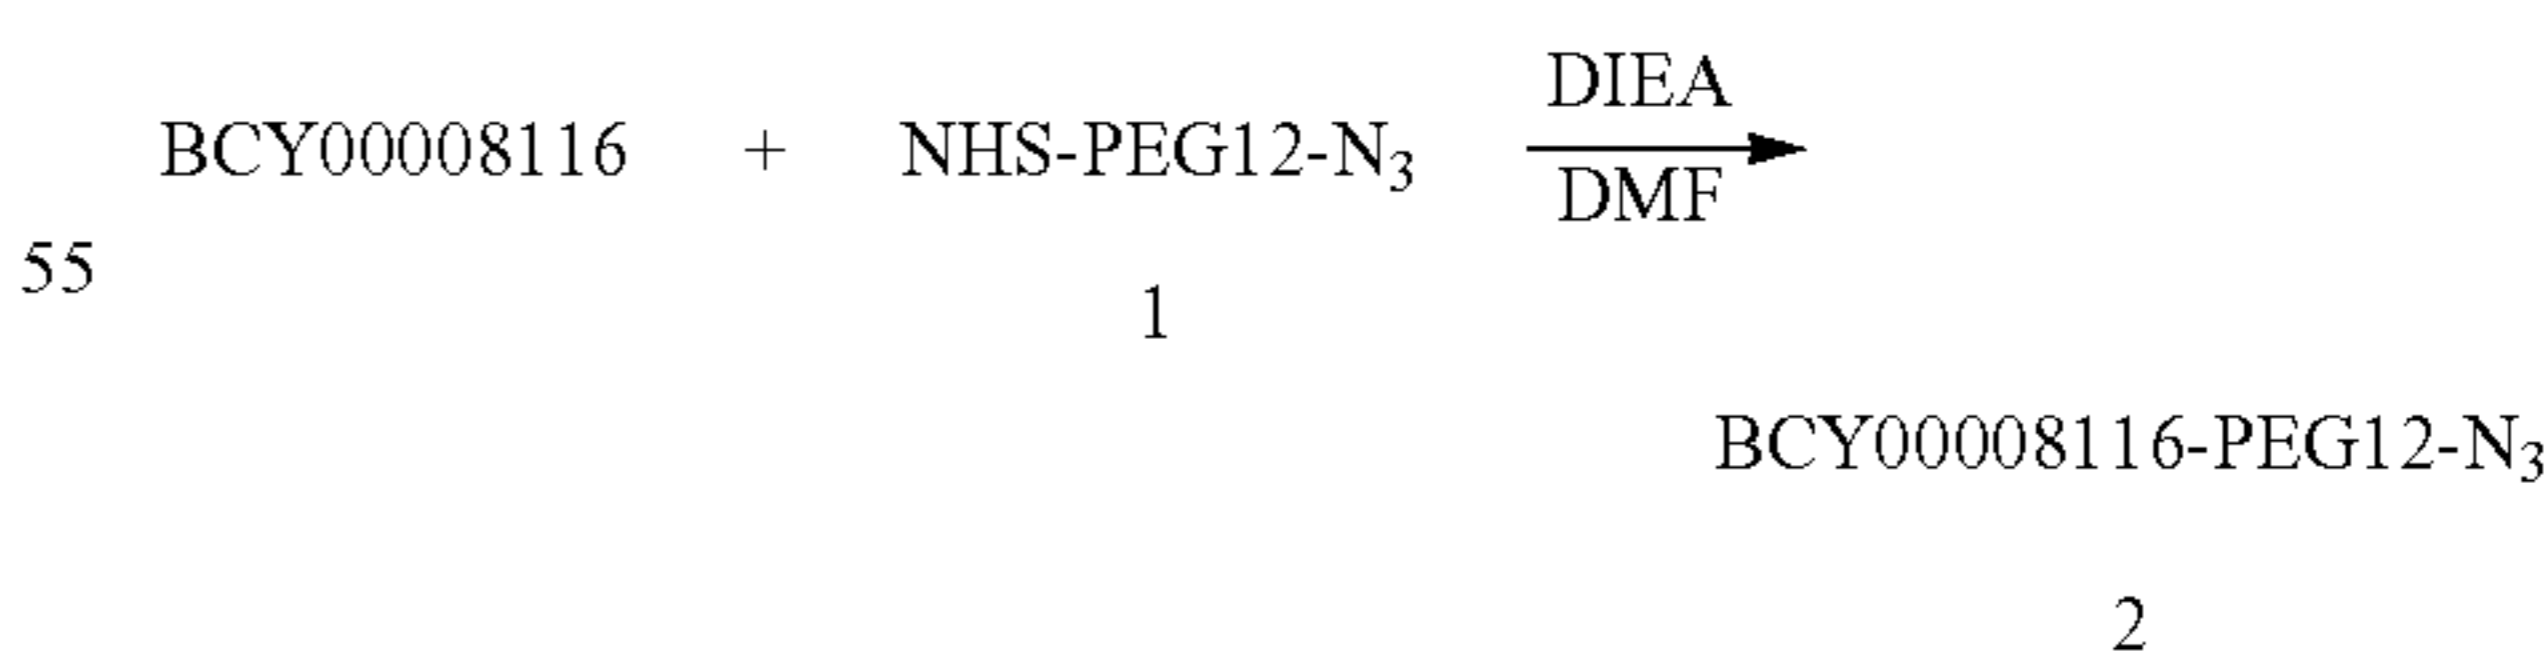 DIEA
BCY00008116 + NHS-PEG12-N₃
DMF
55
1
BCY00008116-PEG12-N₃
2